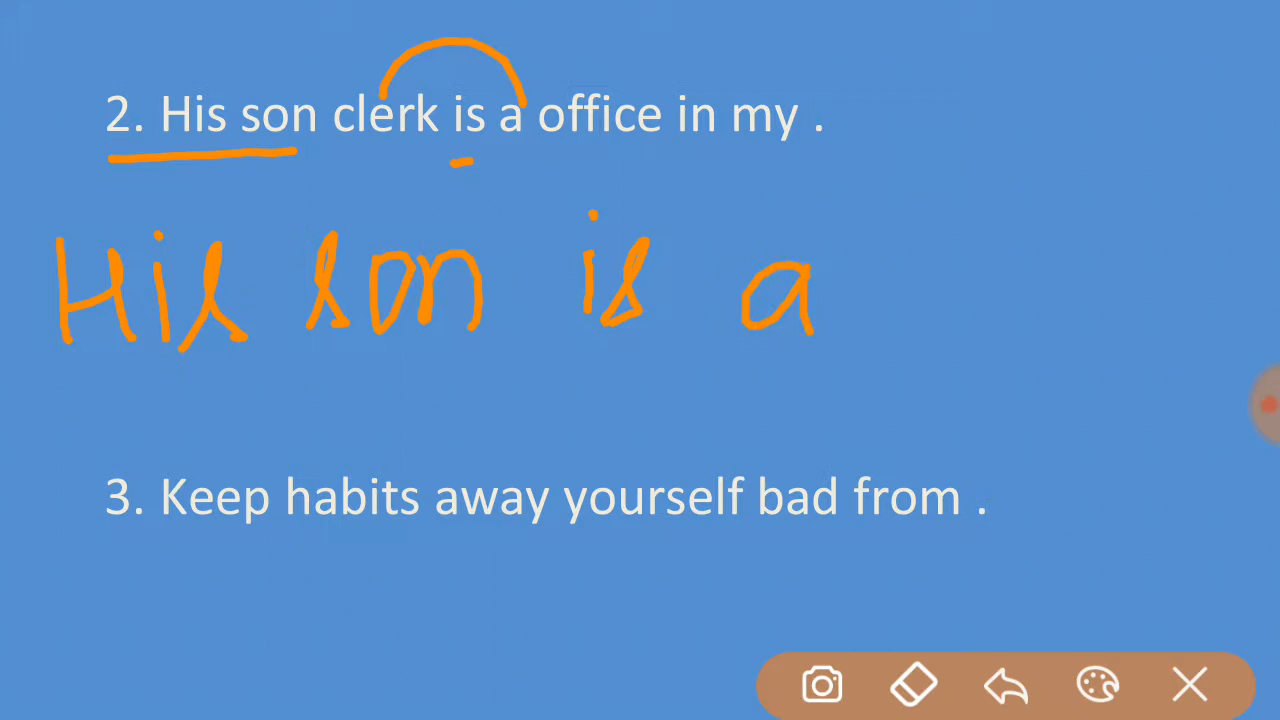 2. His son clerk is a office in my .
His son is a
3. Keep habits away yourself bad from .